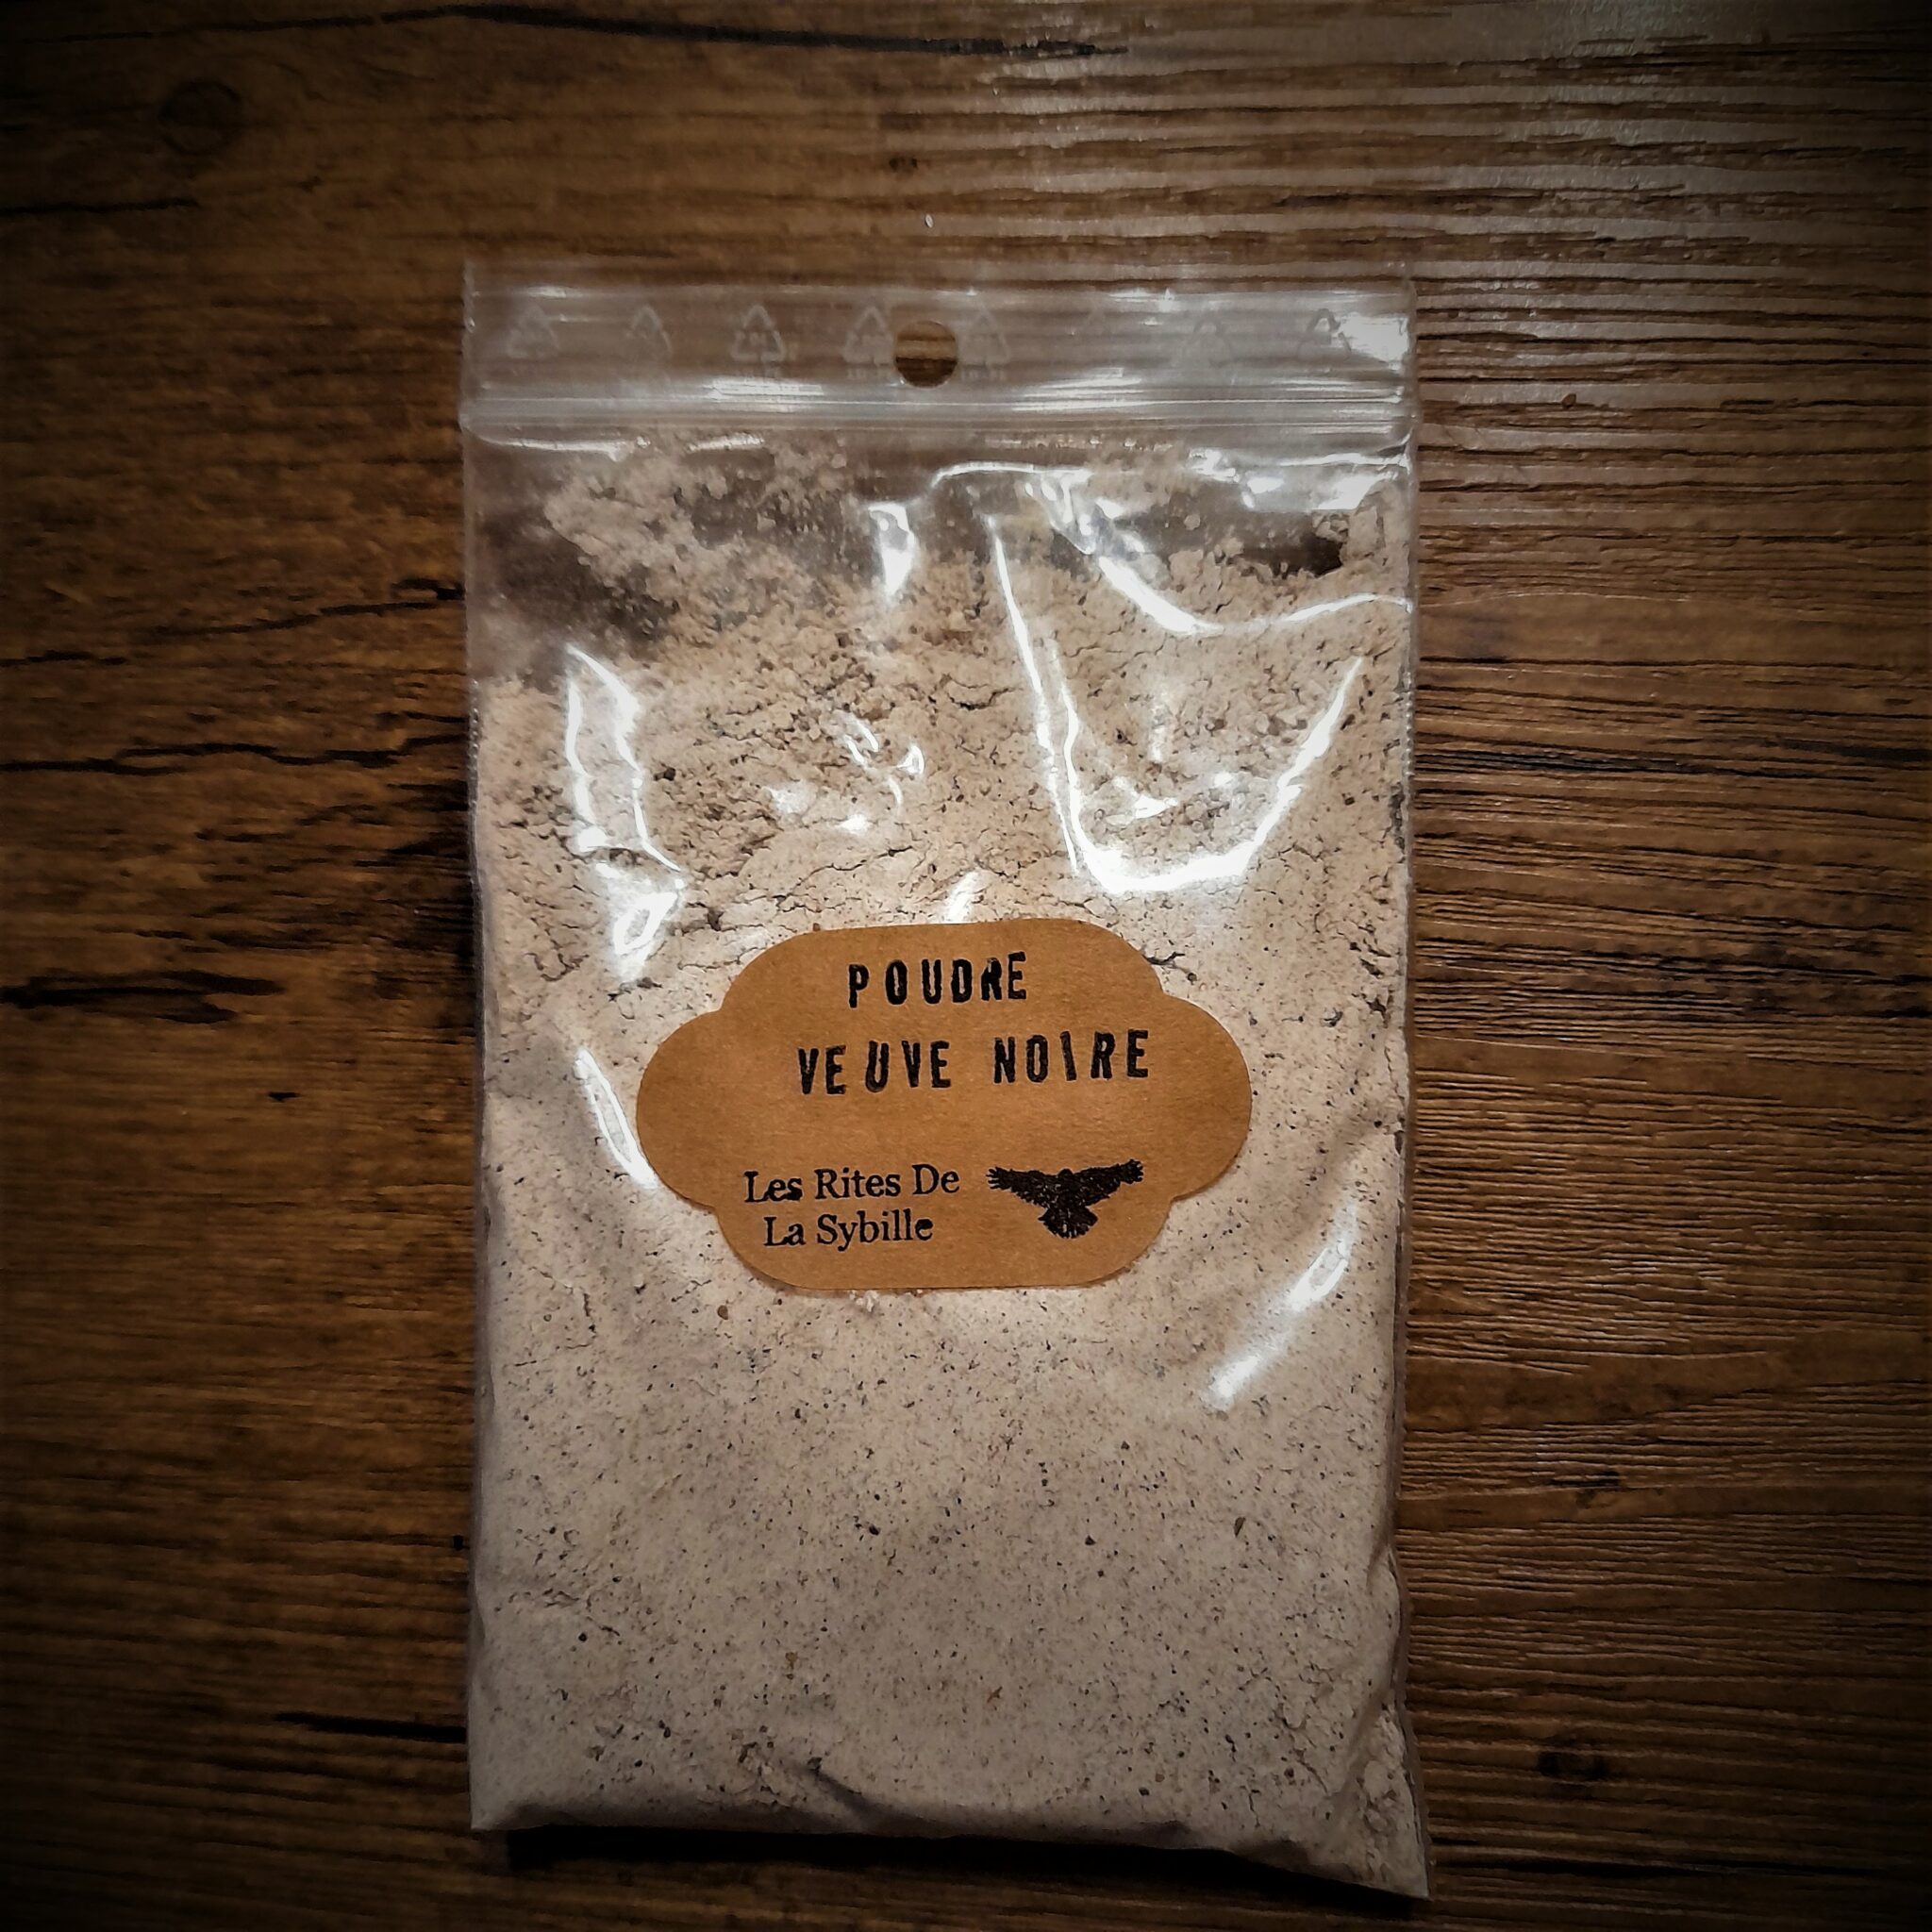 POUDRE
VEUVE NOIRE
Les Rites De
La Sybille